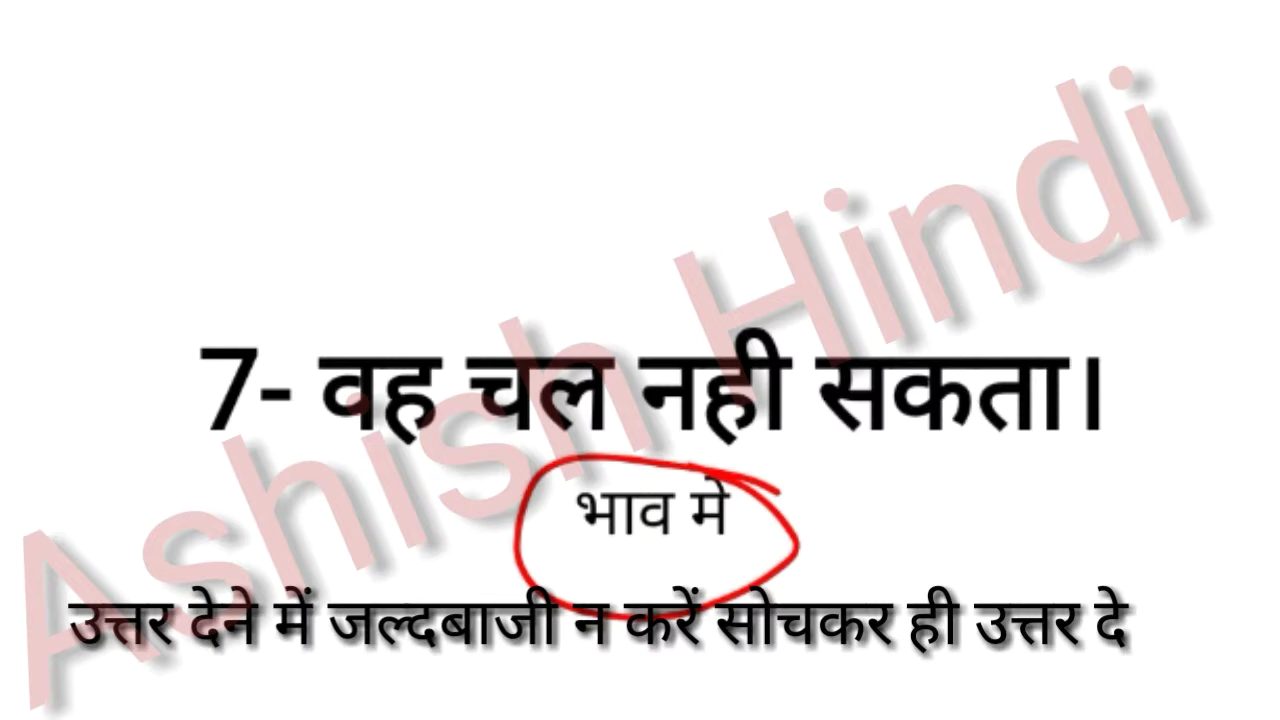 7- वह चल नही सकता।
भाव मे
उत्तर देने में जल्दबाजी न करें सोचकर ही उत्तर दे
Ashish Hindi